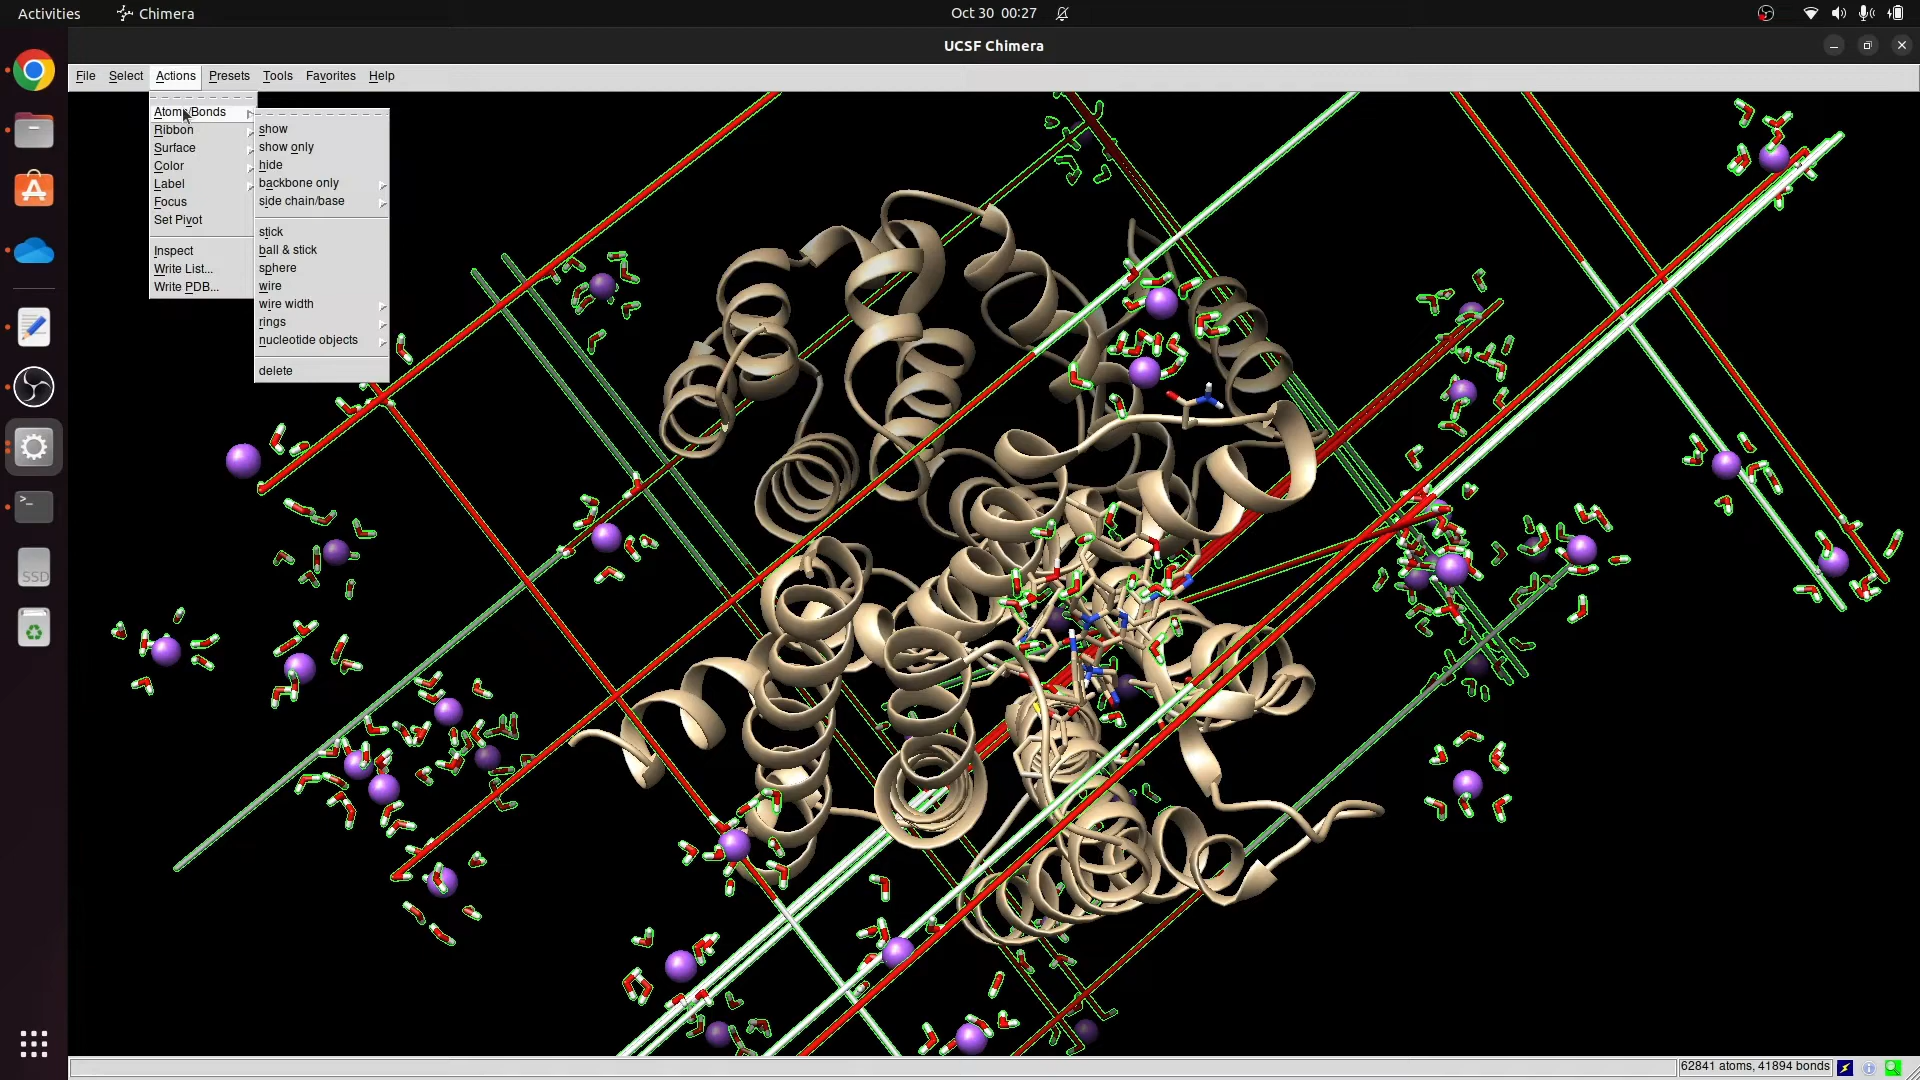 Activities Chimera Oct 30 00:27
UCSF Chimera
File Select Actions Presets Tools Favorites Help
Atoms/Bonds
Ribbon
Surface
Color
Label
Focus
Set Pivot
Inspect
Write List...
Write PDB...
show
show only
hide
backbone only
side chain/base
stick
ball & stick
sphere
wire
wire width
rings
nucleotide objects
delete
SSD
62841 atoms, 41894 bonds